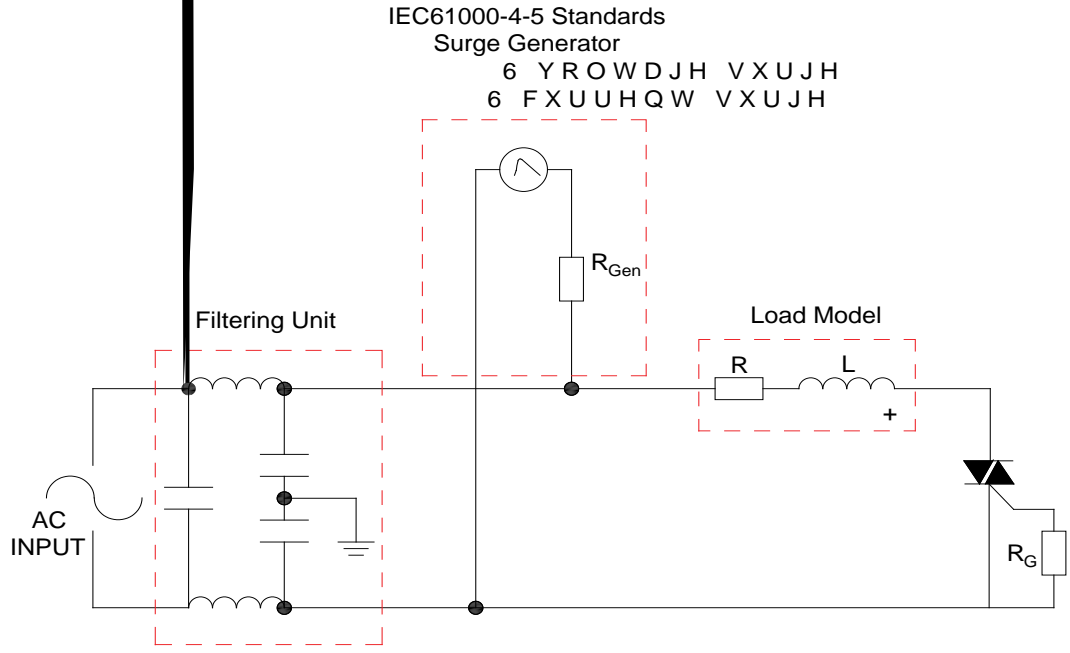 IEC61000-4-5 Standards
Surge Generator
6 YROWDJH VXUJH
6 FXUUHQW VXUJH
RGen
Filtering Unit
Load Model
R L
+
AC
INPUT
RG